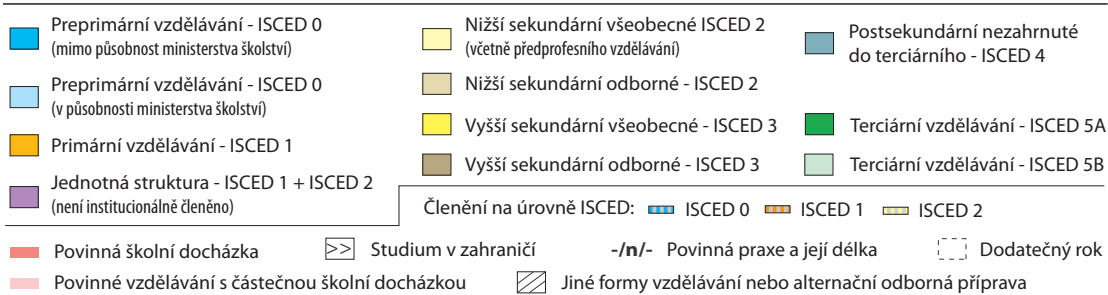 Preprimární vzdělávání - ISCED 0
(mimo působnost ministerstva školství)
Preprimární vzdělávání - ISCED 0
(v působnosti ministerstva školství)
Primární vzdělávání - ISCED 1
Jednotná struktura - ISCED 1 + ISCED 2
(není institucionálně členěno)
Nižší sekundární všeobecné ISCED 2
(včetně předprofesního vzdělávání)
Nižší sekundární odborné - ISCED 2
Vyšší sekundární všeobecné - ISCED 3
Vyšší sekundární odborné - ISCED 3
Postsekundární nezahrnuté
do terciárního - ISCED 4
Terciární vzdělávání - ISCED 5A
Terciární vzdělávání - ISCED 5B
Členění na úrovně ISCED: ISCED 0 ISCED 1 ISCED 2
Povinná školní docházka >> Studium v zahraničí -/n/- Povinná praxe a její délka Dodatečný rok
Povinné vzdělávání s částečnou školní docházkou Jiné formy vzdělávání nebo alternační odborná příprava